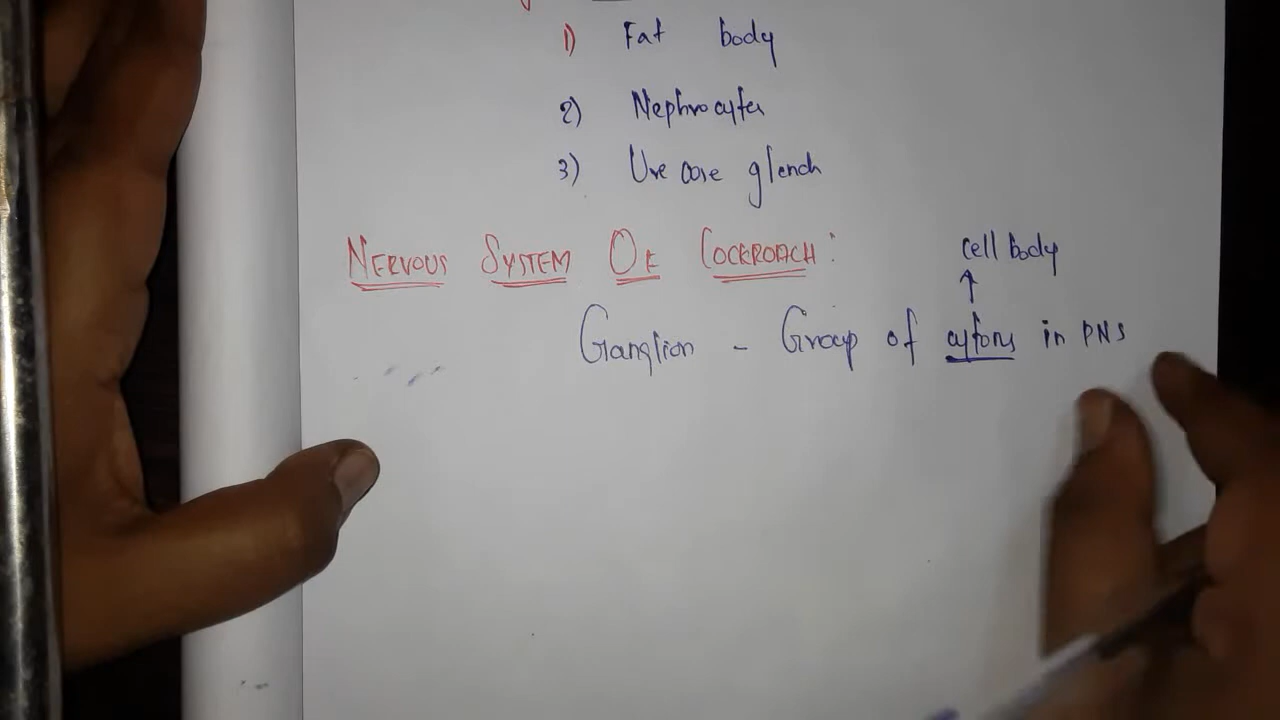 1) Fat body
2) Nephrocytes
3) Uricose glands
NERVOUS SYSTEM OF COCKROACH:
cell body
Ganglion - Group of cytons in PNS